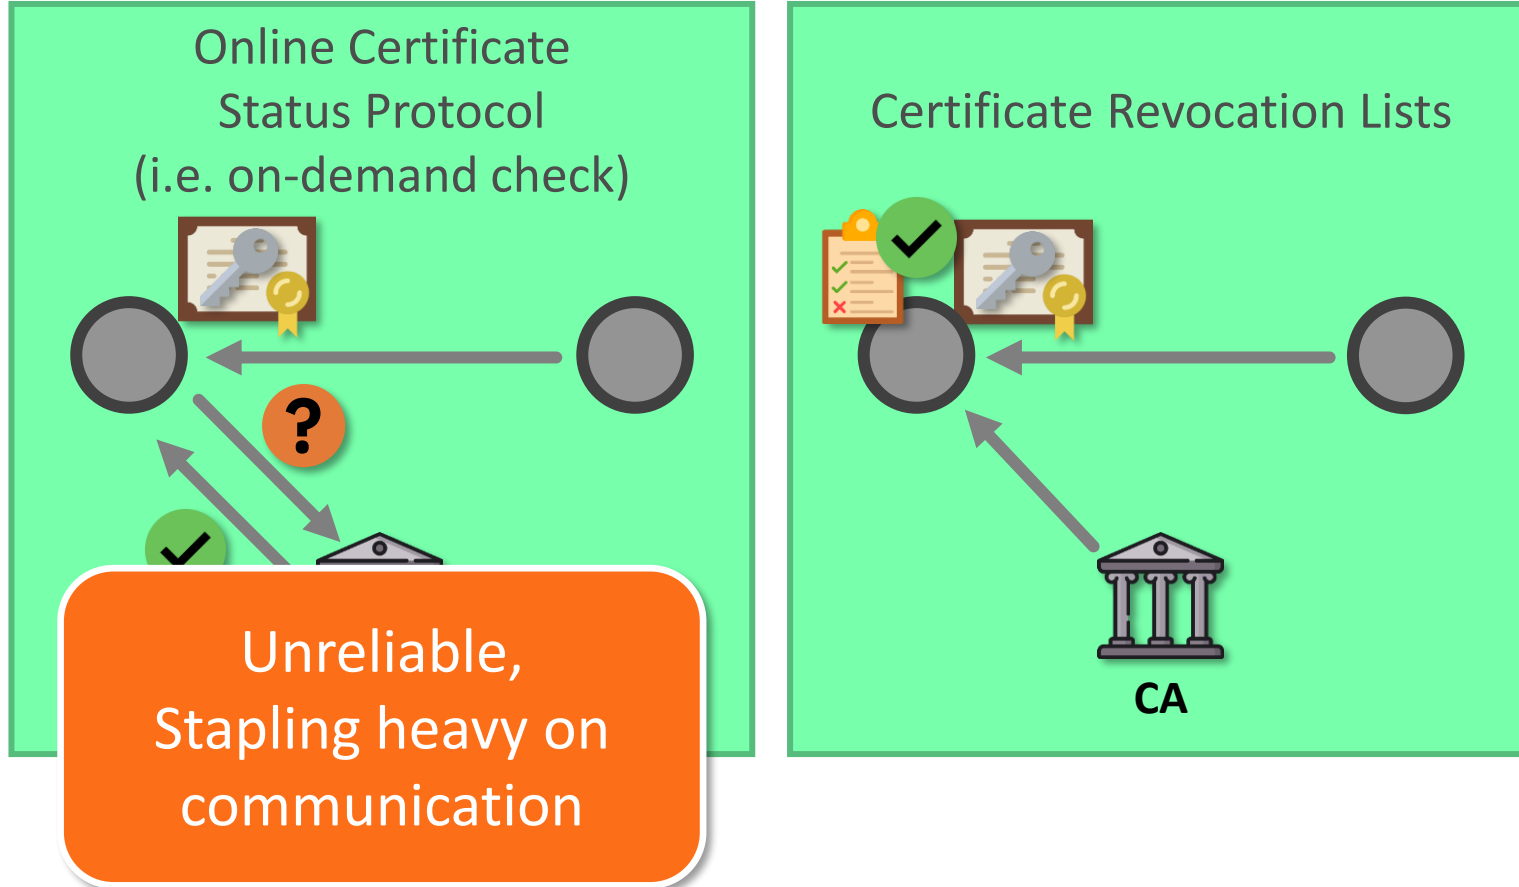 Online Certificate
Status Protocol
(i.e. on-demand check)
?
Unreliable,
Stapling heavy on
communication
Certificate Revocation Lists
CA